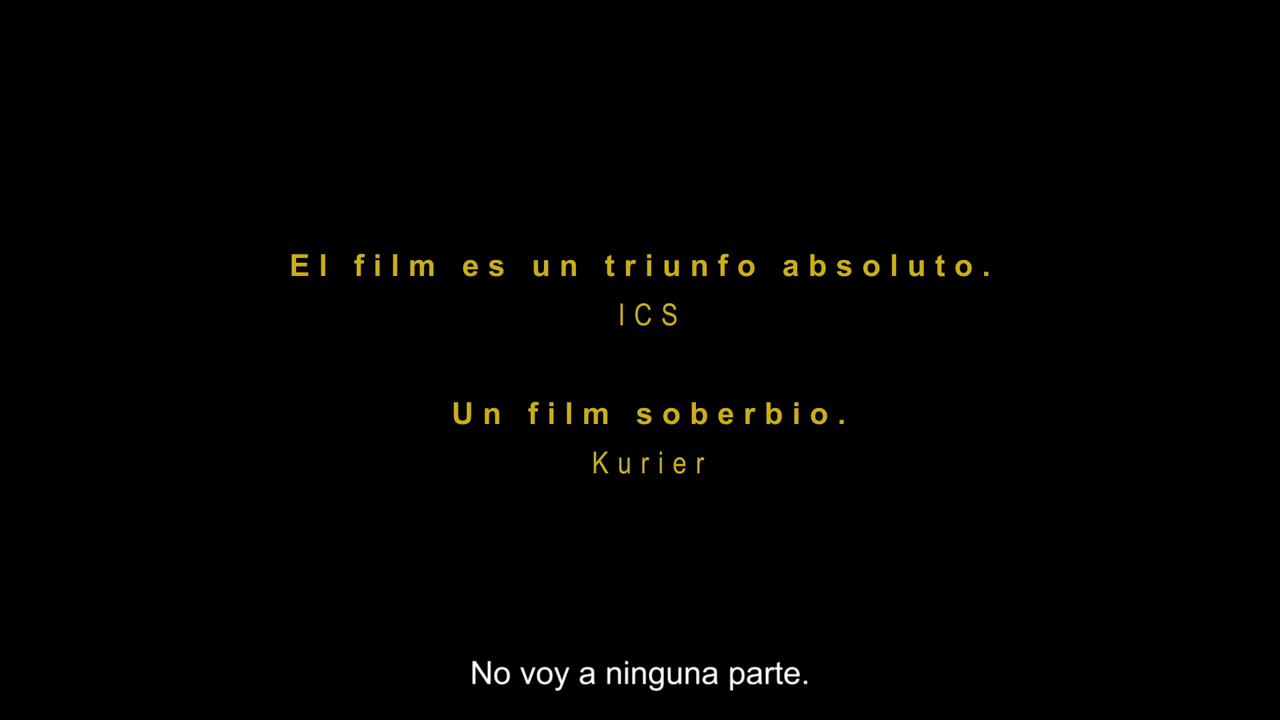 El film es un triunfo absoluto.
ICS
Un film soberbio.
Kurier
No voy a ninguna parte.